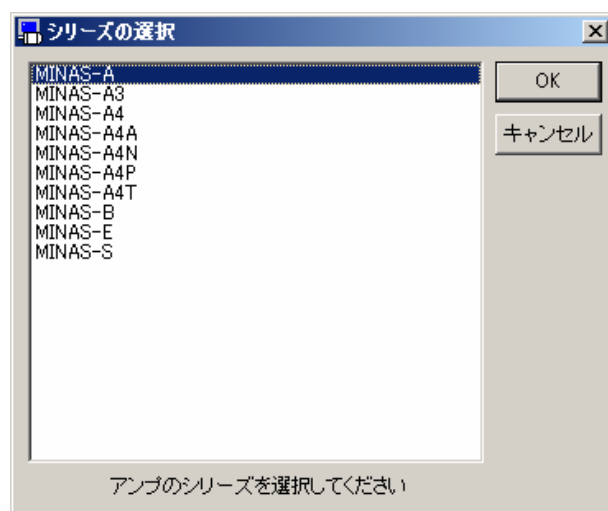 シリーズの選択
MINAS-A
MINAS-A3
MINAS-A4
MINAS-A4A
MINAS-A4N
MINAS-A4P
MINAS-A4T
MINAS-B
MINAS-E
MINAS-S
OK
キャンセル
アンプのシリーズを選択してください